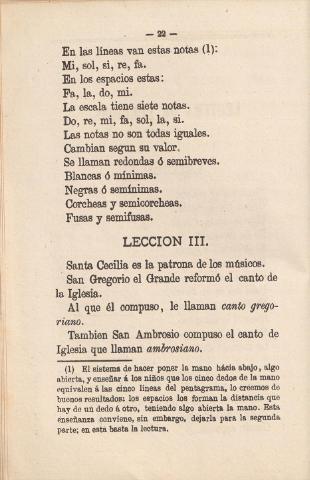 — 22 —
En las líneas van estas notas (1):
Mi, sol, si, re, fa.
En los espacios estas:
Fa, la, do, mi.
La escala tiene siete notas.
Do, re, mi, fa, sol, la, si.
Las notas no son todas iguales.
Cambian segun su valor.
Se llaman redondas ó semibreves.
Blancas ó mínimas.
Negras ó semínimas.
Corcheas y semicorcheas.
Fusas y semifusas.
LECCION III.
Santa Cecilia es la patrona de los músicos.
San Gregorio el Grande reformó el canto de
la Iglesia.
Al que él compuso, le llaman canto grego-
riano.
Tambien San Ambrosio compuso el canto de
Iglesia que llaman ambrosiano.
(1) El sistema de hacer poner la mano hácia abajo, algo
abierta, y enseñar á los niños que los cinco dedos de la mano
equivalen á las cinco líneas del pentagrama, lo creemos de
buenos resultados: los espacios los forman la distancia que
hay de un dedo á otro, teniendo algo abierta la mano. Esta
enseñanza conviene, sin embargo, dejarla para la segunda
parte; en esta basta la lectura.